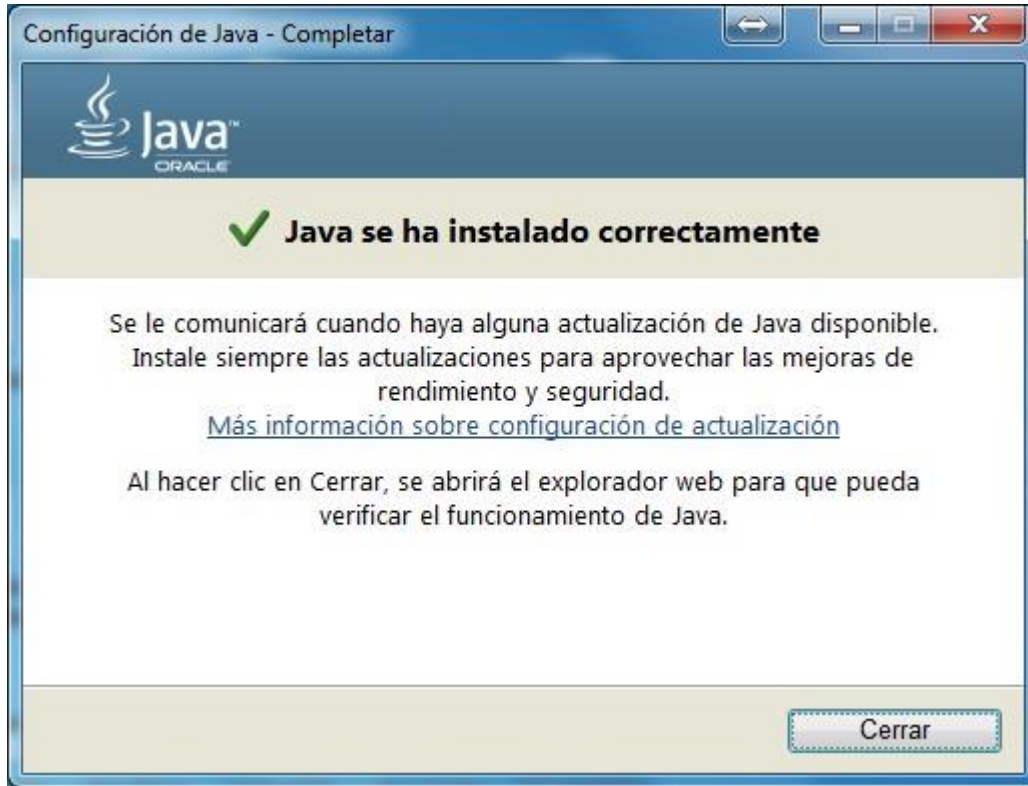 Configuración de Java - Completar
Java™
ORACLE
Java se ha instalado correctamente
Se le comunicará cuando haya alguna actualización de Java disponible.
Instale siempre las actualizaciones para aprovechar las mejoras de
rendimiento y seguridad.
Más información sobre configuración de actualización
Al hacer clic en Cerrar, se abrirá el explorador web para que pueda
verificar el funcionamiento de Java.
Cerrar